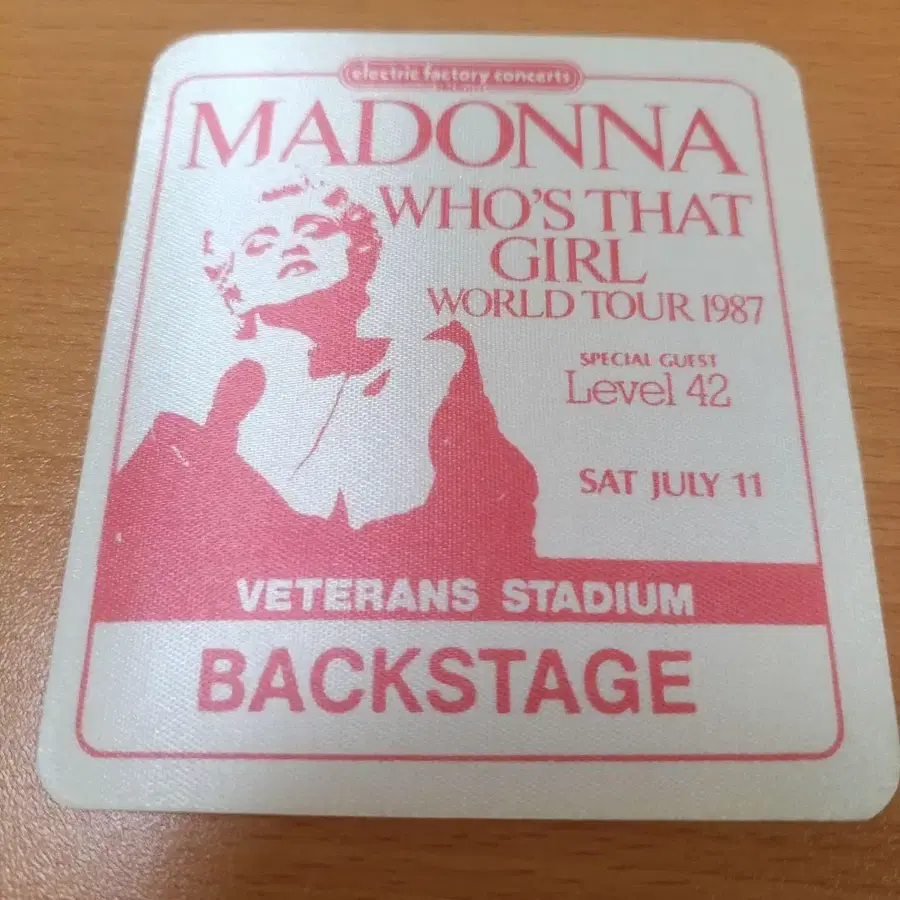 electric factory concerts
MADONNA
WHO'S THAT
GIRL
WORLD TOUR 1987
SPECIAL GUEST
Level 42
SAT JULY 11
VETERANS STADIUM
BACKSTAGE